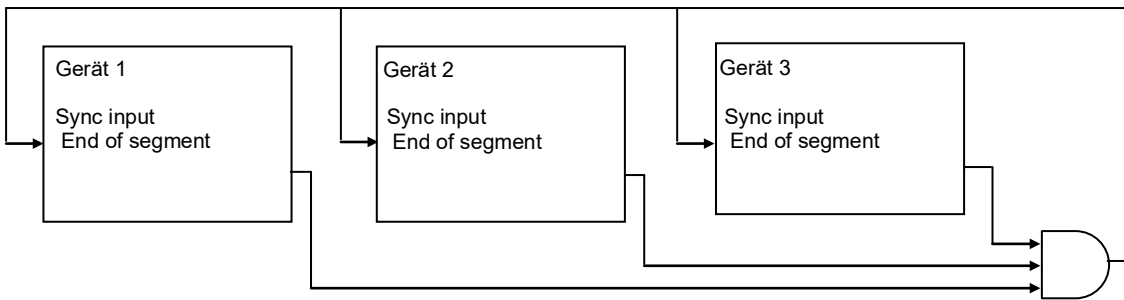 Gerät 1
Sync input
End of segment
Gerät 2
Sync input
End of segment
Gerät 3
Sync input
End of segment